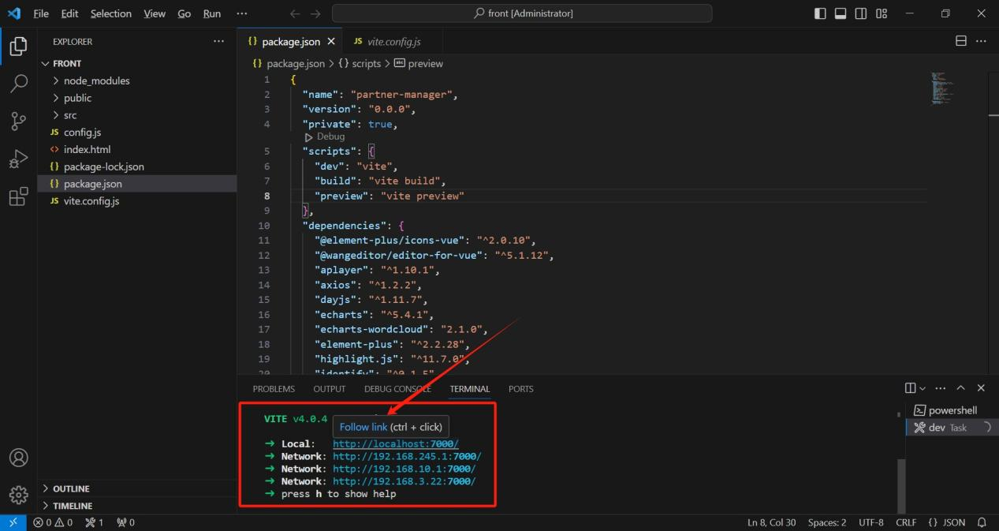 File Edit Selection View Go Run ··· front [Administrator]
EXPLORER ···
FRONT
node_modules
public
src
JS config.js
<> index.html
{} package-lock.json
{} package.json
JS vite.config.js
OUTLINE
TIMELINE
{} package.json JS vite.config.js
{} package.json > {} scripts > abc preview
1 {
2 "name": "partner-manager",
3 "version": "0.0.0",
4 "private": true,
Debug
5 "scripts": {
6 "dev": "vite",
7 "build": "vite build",
8 "preview": "vite preview"
9 },
10 "dependencies": {
11 "@element-plus/icons-vue": "^2.0.10",
12 "@wangeditor/editor-for-vue": "^5.1.12",
13 "aplayer": "^1.10.1",
14 "axios": "^1.2.2",
15 "dayjs": "^1.11.7",
16 "echarts": "^5.4.1",
17 "echarts-wordcloud": "2.1.0",
18 "element-plus": "^2.2.28",
19 "highlight.js": "^11.7.0",
20 "identify": "^0.1.5"
PROBLEMS OUTPUT DEBUG CONSOLE TERMINAL PORTS
VITE v4.0.4
Follow link (ctrl + click)
➜ Local: http://localhost:7000/
➜ Network: http://192.168.245.1:7000/
➜ Network: http://192.168.10.1:7000/
➜ Network: http://192.168.3.22:7000/
➜ press h to show help
powershell
dev Task
0 0 1 0 Ln 8, Col 30 Spaces: 2 UTF-8 CRLF {} JSON